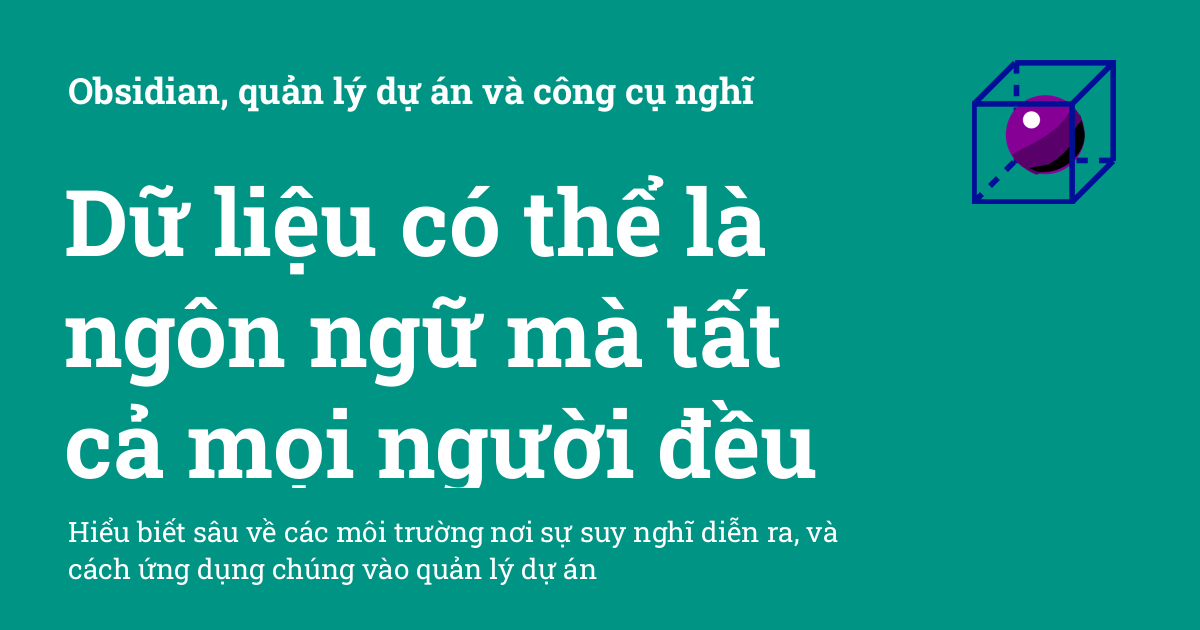 Obsidian, quản lý dự án và công cụ nghĩ
Dữ liệu có thể là
ngôn ngữ mà tất
cả mọi người đều
Hiểu biết sâu về các môi trường nơi sự suy nghĩ diễn ra, và
cách ứng dụng chúng vào quản lý dự án